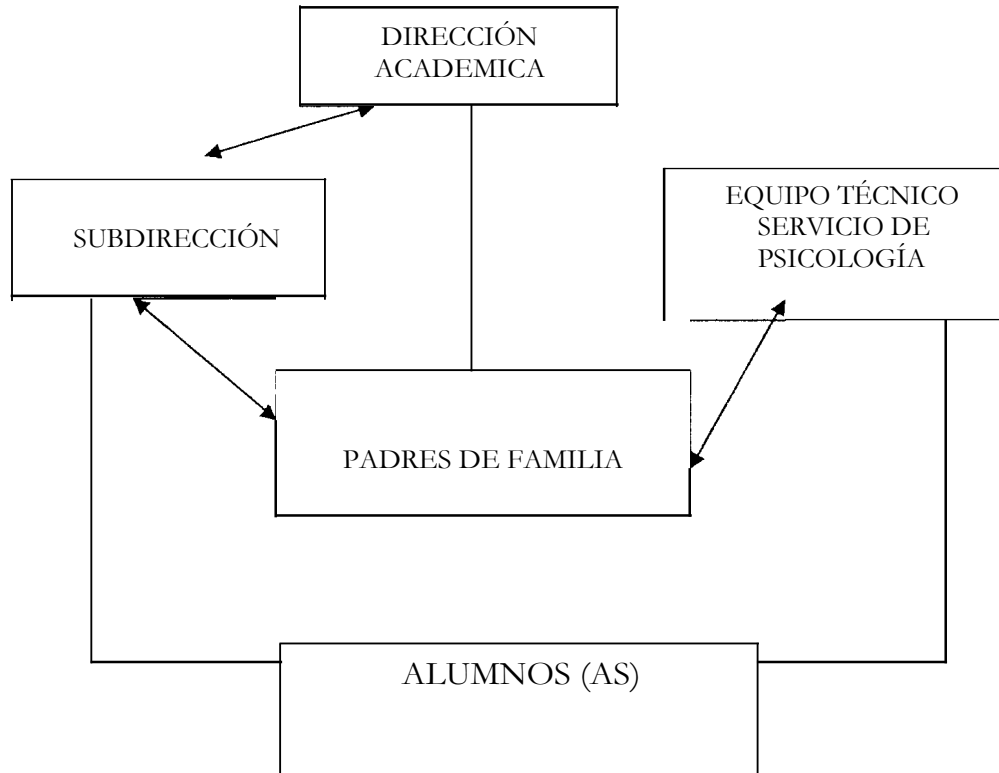 DIRECCIÓN
ACADEMICA
SUBDIRECCIÓN
EQUIPO TÉCNICO
SERVICIO DE
PSICOLOGÍA
PADRES DE FAMILIA
ALUMNOS (AS)